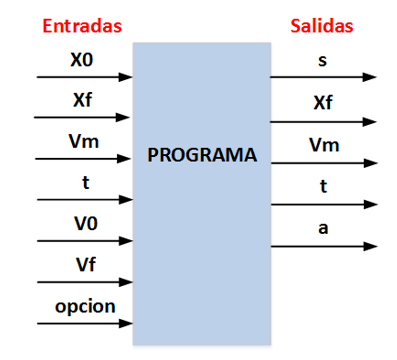 Entradas
X0
Xf
Vm
t
V0
Vf
opcion
PROGRAMA
Salidas
s
Xf
Vm
t
a